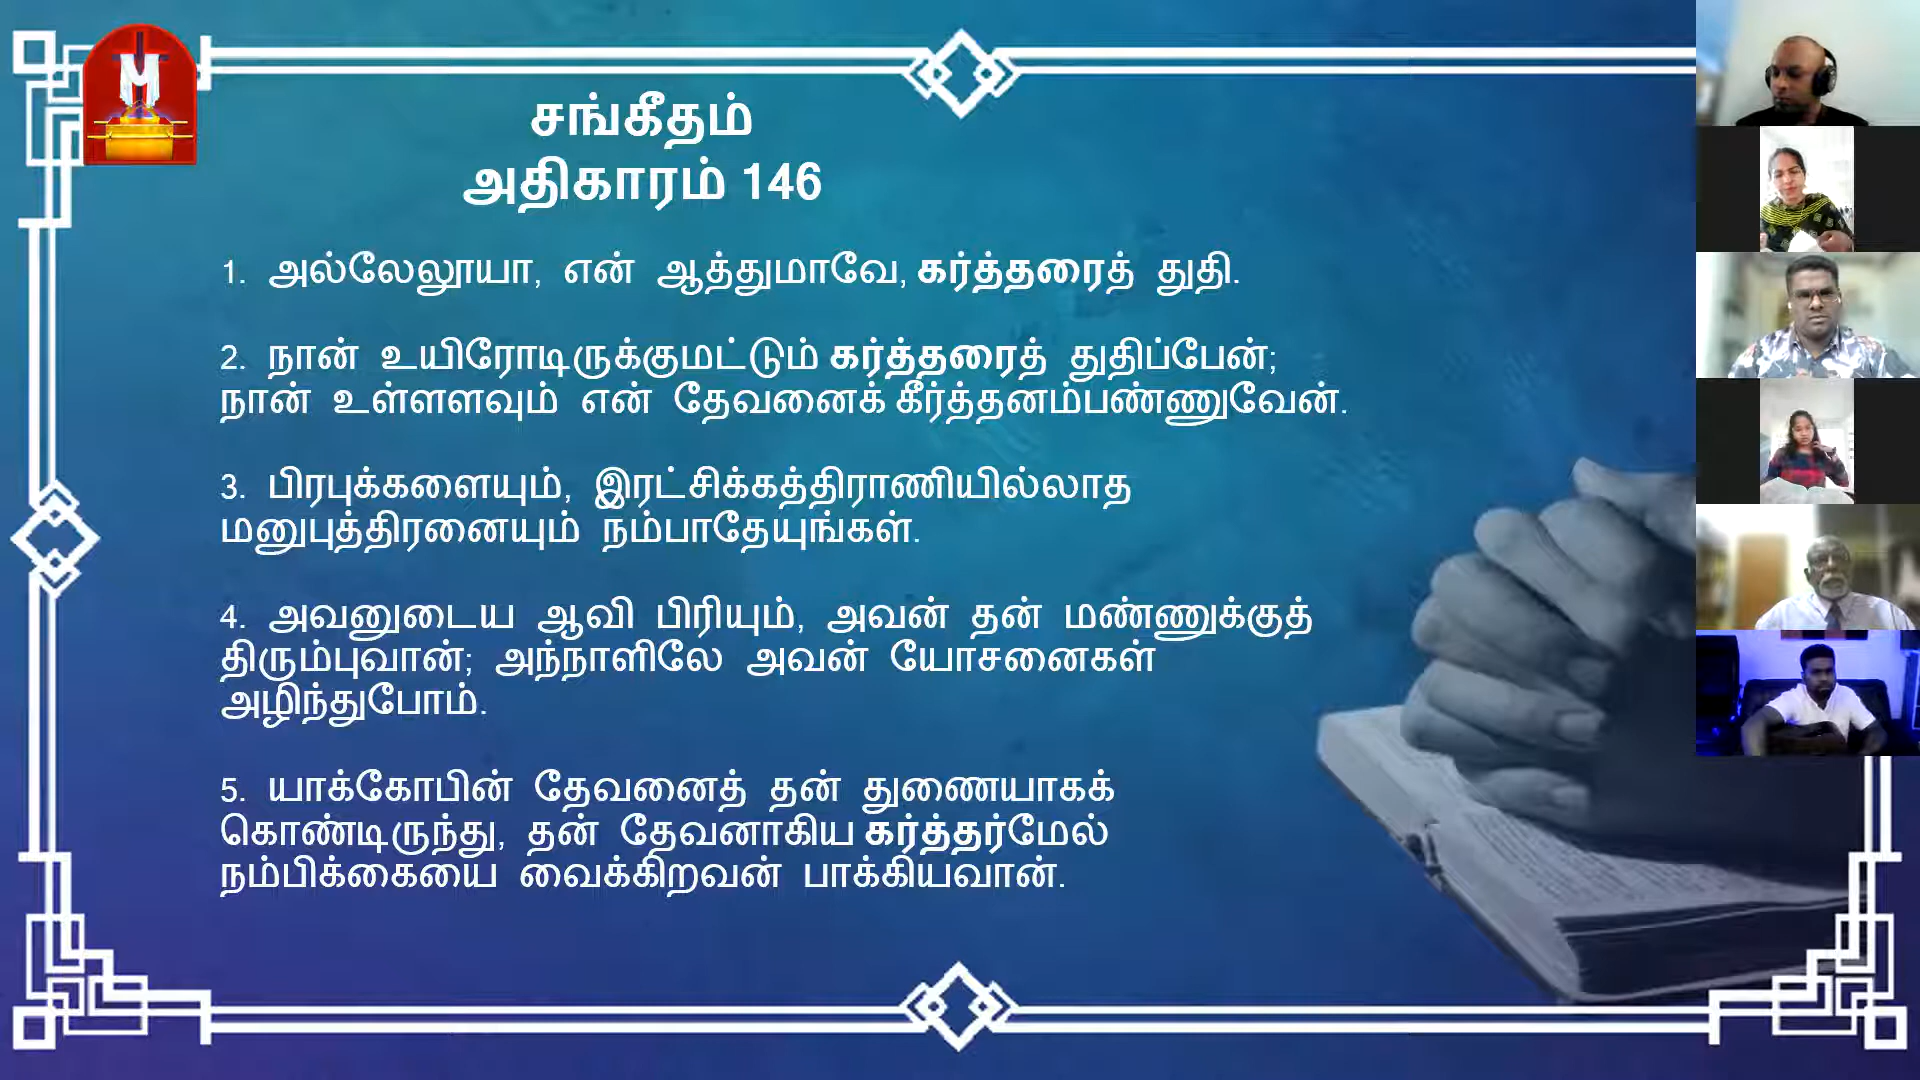 சங்கீதம்
அதிகாரம் 146
1. அல்லேலூயா, என் ஆத்துமாவே, கர்த்தரைத் துதி.
2. நான் உயிரோடிருக்குமட்டும் கர்த்தரைத் துதிப்பேன்;
நான் உள்ளளவும் என் தேவனைக் கீர்த்தனம்பண்ணுவேன்.
3. பிரபுக்களையும், இரட்சிக்கத்திராணியில்லாத
மனுபுத்திரனையும் நம்பாதேயுங்கள்.
4. அவனுடைய ஆவி பிரியும், அவன் தன் மண்ணுக்குத்
திரும்புவான்; அந்நாளிலே அவன் யோசனைகள்
அழிந்துபோம்.
5. யாக்கோபின் தேவனைத் தன் துணையாகக்
கொண்டிருந்து, தன் தேவனாகிய கர்த்தர்மேல்
நம்பிக்கையை வைக்கிறவன் பாக்கியவான்.